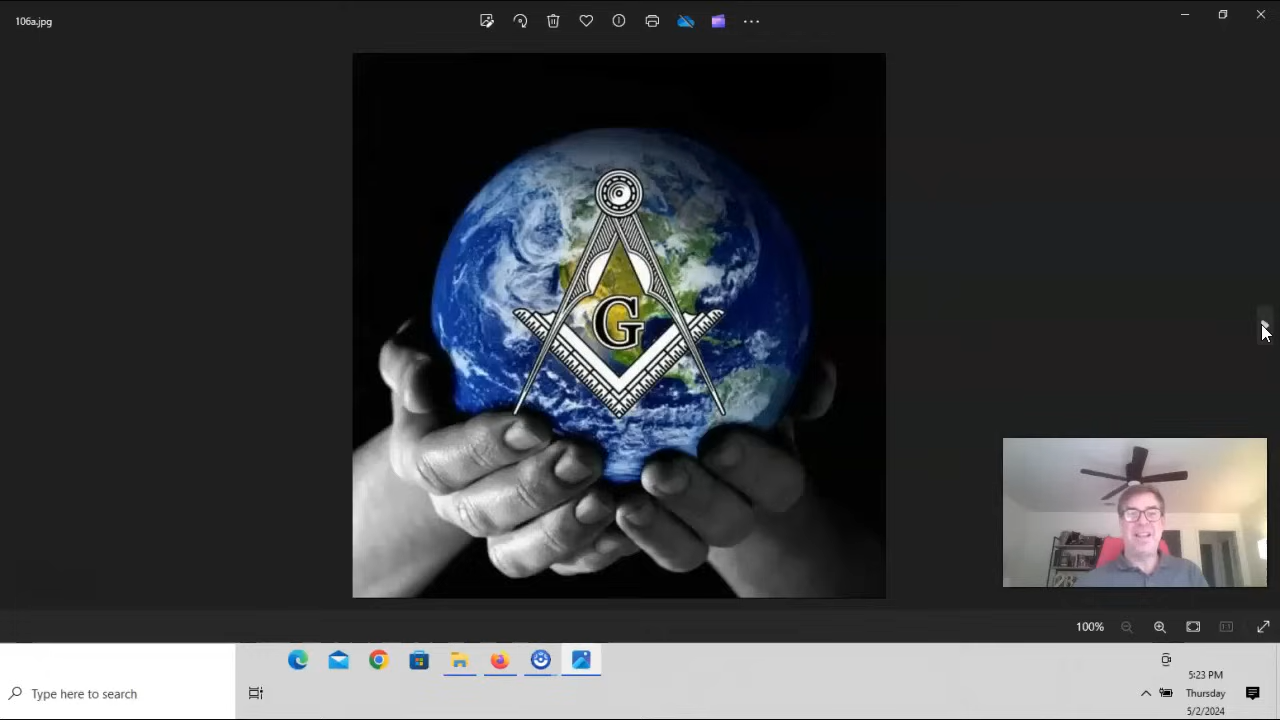 106a.jpg
G
100%
Type here to search
5:23 PM
Thursday
5/2/2024